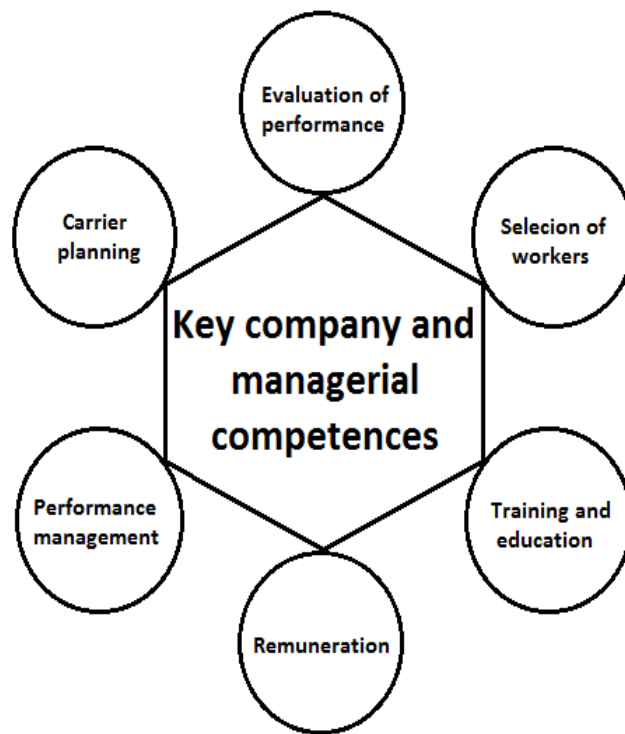 Evaluation of
performance
Carrier
planning
Selecion of
workers
Key company and
managerial
competences
Performance
management
Training and
education
Remuneration